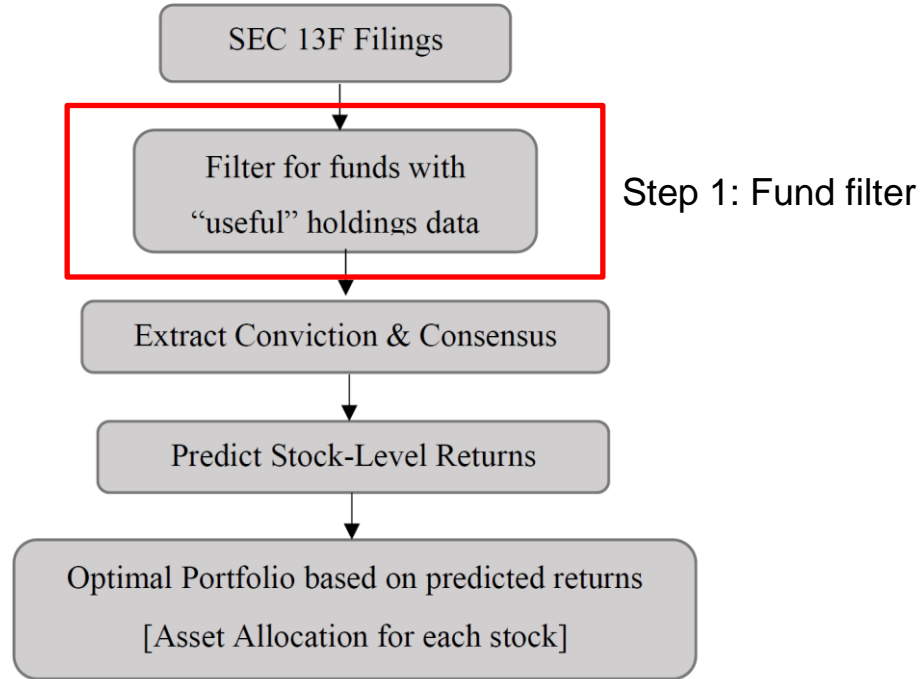 SEC 13F Filings
Filter for funds with
“useful” holdings data
Step 1: Fund filter
Extract Conviction & Consensus
Predict Stock-Level Returns
Optimal Portfolio based on predicted returns
[Asset Allocation for each stock]